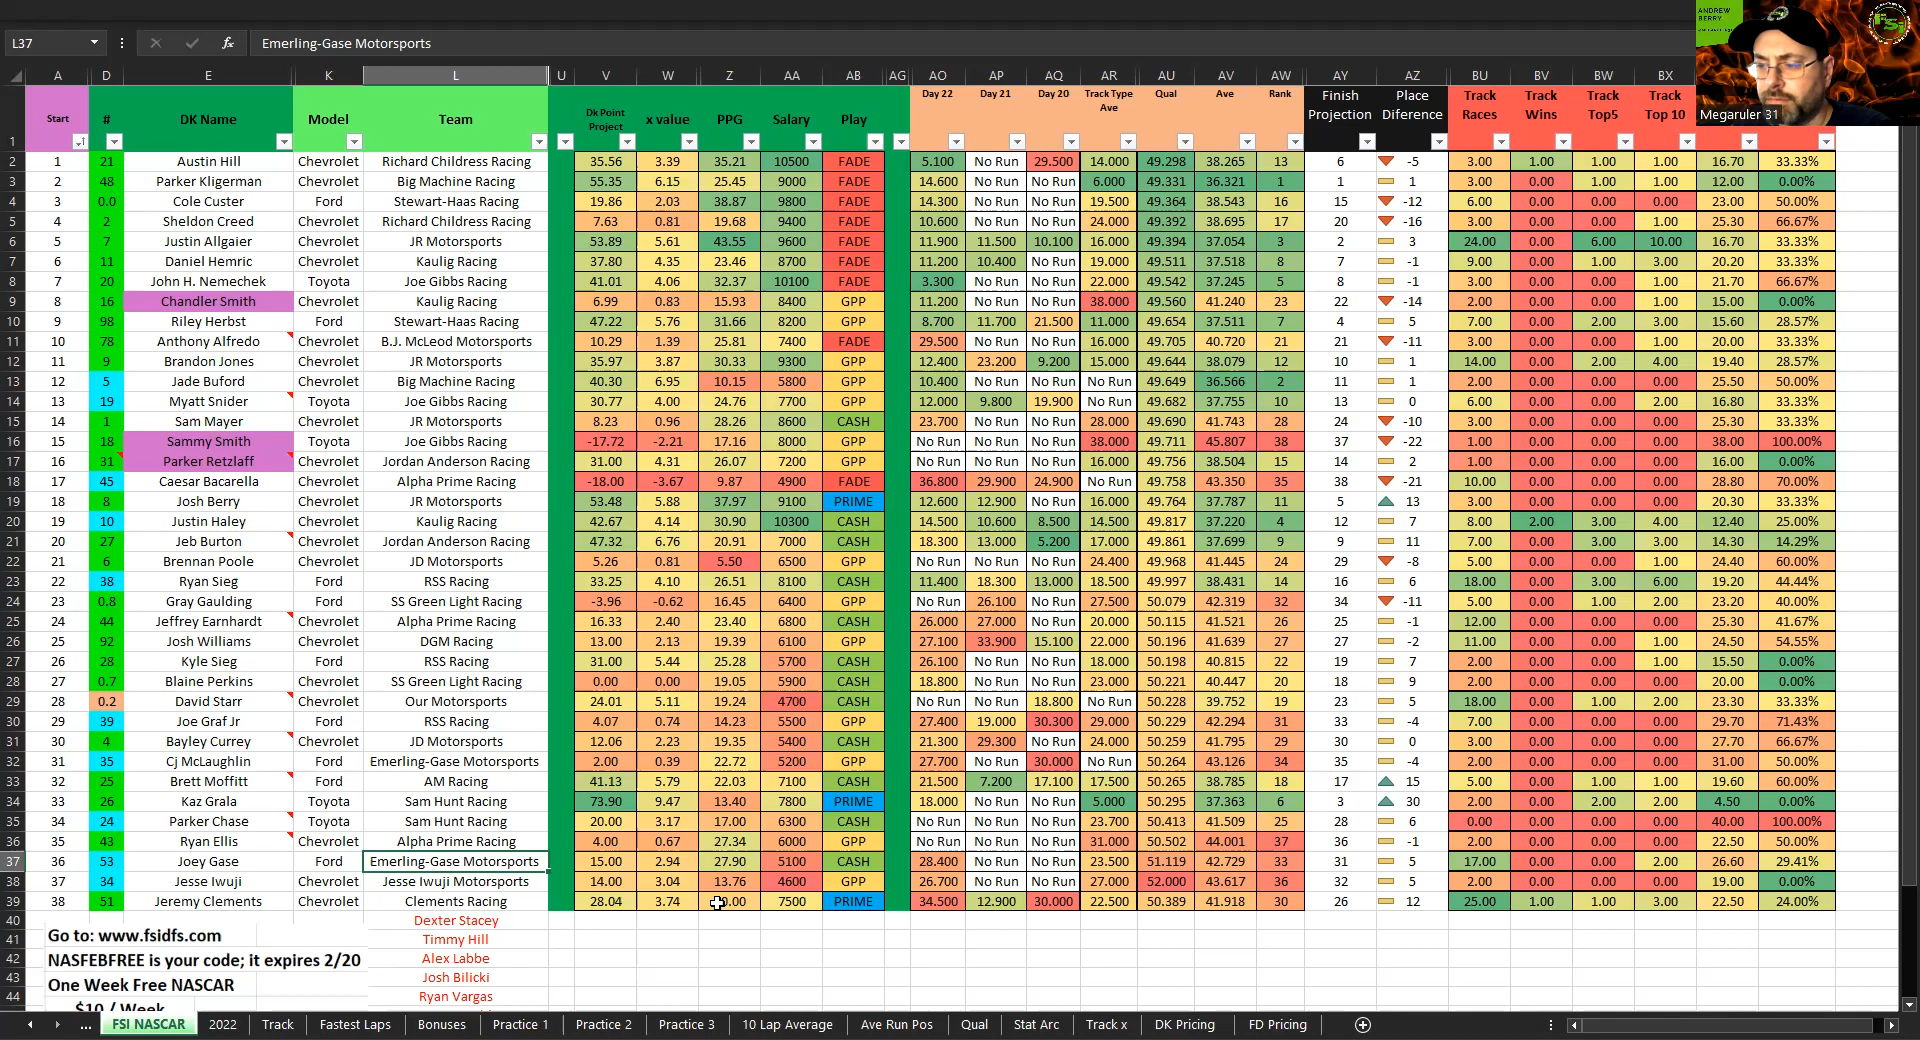 ANDREW
BERRY
Megaruler 31
L37 fx Emerling-Gase Motorsports
A D E K L U V W Z AA AB AG AO AP AQ AR AU AV AW AY AZ BU BV BW BX
1 Start # DK Name Model Team Dk Point Project x value PPG Salary Play Day 22 Day 21 Day 20 Track Type Ave Qual Ave Rank Finish Projection Place Diference Track Races Track Wins Track Top5 Track Top 10
2 1 21 Austin Hill Chevrolet Richard Childress Racing 35.56 3.39 35.21 10500 FADE 5.100 No Run 29.500 14.000 49.298 38.265 13 6 -5 3.00 1.00 1.00 1.00 16.70 33.33%
3 2 48 Parker Kligerman Chevrolet Big Machine Racing 55.35 6.15 25.45 9000 FADE 14.600 No Run No Run 6.000 49.331 36.321 1 1 1 3.00 0.00 1.00 1.00 12.00 0.00%
4 3 0.0 Cole Custer Ford Stewart-Haas Racing 19.86 2.03 38.87 9800 FADE 14.300 No Run No Run 19.500 49.364 38.543 16 15 -12 6.00 0.00 1.00 2.00 23.00 50.00%
5 4 2 Sheldon Creed Chevrolet Richard Childress Racing 7.63 0.81 19.68 9400 FADE 10.600 No Run No Run 24.000 49.392 38.695 17 20 -16 3.00 0.00 0.00 1.00 25.30 66.67%
6 5 7 Justin Allgaier Chevrolet JR Motorsports 53.89 5.61 43.55 9600 FADE 11.900 11.500 10.100 16.000 49.394 37.054 3 2 3 24.00 0.00 6.00 10.00 16.70 33.33%
7 6 11 Daniel Hemric Chevrolet Kaulig Racing 37.80 4.35 23.46 8700 FADE 11.200 10.400 No Run 19.000 49.511 37.518 8 7 -1 9.00 1.00 1.00 3.00 20.20 33.33%
8 7 20 John H. Nemechek Toyota Joe Gibbs Racing 41.01 4.06 32.37 10100 FADE 3.300 No Run No Run 22.000 49.542 37.245 5 8 -1 3.00 0.00 0.00 1.00 21.70 66.67%
9 8 16 Chandler Smith Chevrolet Kaulig Racing 6.99 0.83 15.93 8400 GPP 11.200 No Run No Run 38.000 49.560 41.240 23 22 -14 2.00 0.00 0.00 1.00 15.00 0.00%
10 9 98 Riley Herbst Ford Stewart-Haas Racing 47.22 5.76 31.66 8200 GPP 8.700 11.700 21.500 11.000 49.654 37.511 7 4 5 7.00 0.00 2.00 3.00 15.60 28.57%
11 10 78 Anthony Alfredo Chevrolet B.J. McLeod Motorsports 10.29 1.39 25.81 7400 FADE 29.500 No Run No Run 16.000 49.705 40.720 21 21 -11 3.00 0.00 0.00 1.00 20.00 33.33%
12 11 9 Brandon Jones Chevrolet JR Motorsports 35.97 3.87 30.33 9300 GPP 12.400 23.200 9.200 15.000 49.644 38.079 12 10 1 14.00 0.00 2.00 4.00 19.40 28.57%
13 12 5 Jade Buford Chevrolet Big Machine Racing 40.30 6.95 10.15 5800 GPP 10.400 No Run No Run No Run 49.649 36.566 2 11 1 2.00 0.00 0.00 0.00 25.50 50.00%
14 13 19 Myatt Snider Toyota Joe Gibbs Racing 30.77 4.00 24.76 7700 GPP 12.000 9.800 19.900 No Run 49.682 37.755 10 13 0 6.00 0.00 0.00 2.00 16.80 33.33%
15 14 1 Sam Mayer Chevrolet JR Motorsports 8.23 0.96 28.26 8600 CASH 23.700 No Run No Run 28.000 49.690 41.743 28 24 -10 3.00 0.00 0.00 1.00 25.30 33.33%
16 15 18 Sammy Smith Toyota Joe Gibbs Racing -17.72 -2.21 17.16 8000 GPP No Run No Run No Run 38.000 49.711 45.807 38 37 -22 1.00 0.00 0.00 0.00 38.00 100.00%
17 16 31 Parker Retzlaff Chevrolet Jordan Anderson Racing 31.00 4.31 26.07 7200 GPP No Run No Run No Run 16.000 49.756 38.504 15 14 2 1.00 0.00 0.00 0.00 16.00 0.00%
18 17 45 Caesar Bacarella Chevrolet Alpha Prime Racing -18.00 -3.67 9.87 4900 FADE 36.800 29.900 24.900 No Run 49.758 43.350 35 38 -21 10.00 0.00 0.00 0.00 28.80 70.00%
19 18 8 Josh Berry Chevrolet JR Motorsports 53.48 5.88 37.97 9100 PRIME 12.600 12.900 No Run 16.000 49.764 37.787 11 5 13 3.00 0.00 0.00 0.00 20.30 33.33%
20 19 10 Justin Haley Chevrolet Kaulig Racing 42.67 4.14 30.90 10300 CASH 14.500 10.600 8.500 14.500 49.817 37.220 4 12 7 8.00 2.00 3.00 4.00 12.40 25.00%
21 20 27 Jeb Burton Chevrolet Jordan Anderson Racing 47.32 6.76 20.91 7000 CASH 18.300 13.000 5.200 17.000 49.861 37.699 9 9 11 7.00 0.00 3.00 3.00 14.30 14.29%
22 21 6 Brennan Poole Chevrolet JD Motorsports 5.26 0.81 5.50 6500 GPP No Run No Run No Run 24.400 49.968 41.445 24 29 -8 5.00 0.00 0.00 1.00 24.40 60.00%
23 22 38 Ryan Sieg Ford RSS Racing 33.25 4.10 26.51 8100 CASH 11.400 18.300 13.000 18.500 49.997 38.431 14 16 6 18.00 0.00 3.00 6.00 19.20 44.44%
24 23 0.8 Gray Gaulding Ford SS Green Light Racing -3.96 -0.62 16.45 6400 GPP No Run 26.100 No Run 27.500 50.079 42.319 32 34 -11 5.00 0.00 1.00 2.00 23.20 40.00%
25 24 44 Jeffrey Earnhardt Chevrolet Alpha Prime Racing 16.33 2.40 23.40 6800 CASH 26.000 27.000 No Run 20.000 50.115 41.521 26 25 -1 12.00 0.00 0.00 0.00 25.30 41.67%
26 25 92 Josh Williams Chevrolet DGM Racing 13.00 2.13 19.39 6100 GPP 27.100 33.900 15.100 22.000 50.196 41.639 27 27 -2 11.00 0.00 0.00 1.00 24.50 54.55%
27 26 28 Kyle Sieg Ford RSS Racing 31.00 5.44 25.28 5700 CASH 26.100 No Run No Run 18.000 50.198 40.815 22 19 7 2.00 0.00 0.00 1.00 15.50 0.00%
28 27 0.7 Blaine Perkins Chevrolet SS Green Light Racing 0.00 0.00 19.05 5900 CASH 18.800 No Run No Run 23.000 50.221 40.447 20 18 9 2.00 0.00 0.00 0.00 20.00 0.00%
29 28 0.2 David Starr Chevrolet Our Motorsports 24.01 5.11 19.24 4700 CASH No Run No Run 18.800 No Run 50.228 39.752 19 23 5 18.00 0.00 1.00 2.00 23.30 33.33%
30 29 39 Joe Graf Jr Ford RSS Racing 4.07 0.74 14.23 5500 GPP 27.400 19.000 30.300 29.000 50.229 42.294 31 33 -4 7.00 0.00 0.00 0.00 29.70 71.43%
31 30 4 Bayley Currey Chevrolet JD Motorsports 12.06 2.23 19.35 5400 CASH 21.300 29.300 No Run 24.000 50.259 41.795 29 30 0 3.00 0.00 0.00 0.00 27.70 66.67%
32 31 35 Cj McLaughlin Ford Emerling-Gase Motorsports 2.00 0.39 22.72 5200 GPP 27.700 No Run 30.000 No Run 50.264 43.126 34 35 -4 2.00 0.00 0.00 0.00 31.00 50.00%
33 32 25 Brett Moffitt Ford AM Racing 41.13 5.79 22.03 7100 CASH 21.500 7.200 17.100 17.500 50.265 38.785 18 17 15 5.00 0.00 1.00 1.00 19.60 60.00%
34 33 26 Kaz Grala Toyota Sam Hunt Racing 73.90 9.47 13.40 7800 PRIME 18.000 No Run No Run 5.000 50.295 37.363 6 3 30 2.00 0.00 2.00 2.00 4.50 0.00%
35 34 24 Parker Chase Toyota Sam Hunt Racing 20.00 3.17 17.00 6300 CASH No Run No Run No Run 23.700 50.413 41.509 25 28 6 0.00 0.00 0.00 0.00 40.00 100.00%
36 35 43 Ryan Ellis Chevrolet Alpha Prime Racing 4.00 0.67 27.34 6000 GPP No Run No Run No Run 31.000 50.502 44.001 37 36 -1 2.00 0.00 0.00 0.00 22.50 50.00%
37 36 53 Joey Gase Ford Emerling-Gase Motorsports 15.00 2.94 27.90 5100 CASH 28.400 No Run No Run 23.500 51.119 42.729 33 31 5 17.00 0.00 0.00 2.00 26.60 29.41%
38 37 34 Jesse Iwuji Chevrolet Jesse Iwuji Motorsports 14.00 3.04 13.76 4600 GPP 26.700 No Run No Run 27.000 52.000 43.617 36 32 5 2.00 0.00 0.00 0.00 19.00 0.00%
39 38 51 Jeremy Clements Chevrolet Clements Racing 28.04 3.74 0.00 7500 PRIME 34.500 12.900 30.000 22.500 50.389 41.918 30 26 12 25.00 1.00 1.00 3.00 22.50 24.00%
40 Dexter Stacey
41 Timmy Hill
42 Alex Labbe
43 Josh Bilicki
44 Ryan Vargas
Go to: www.fsidfs.com
NASFEBFREE is your code; it expires 2/20
One Week Free NASCAR
$10 / Week
... FSI NASCAR 2022 Track Fastest Laps Bonuses Practice 1 Practice 2 Practice 3 10 Lap Average Ave Run Pos Qual Stat Arc Track x DK Pricing FD Pricing